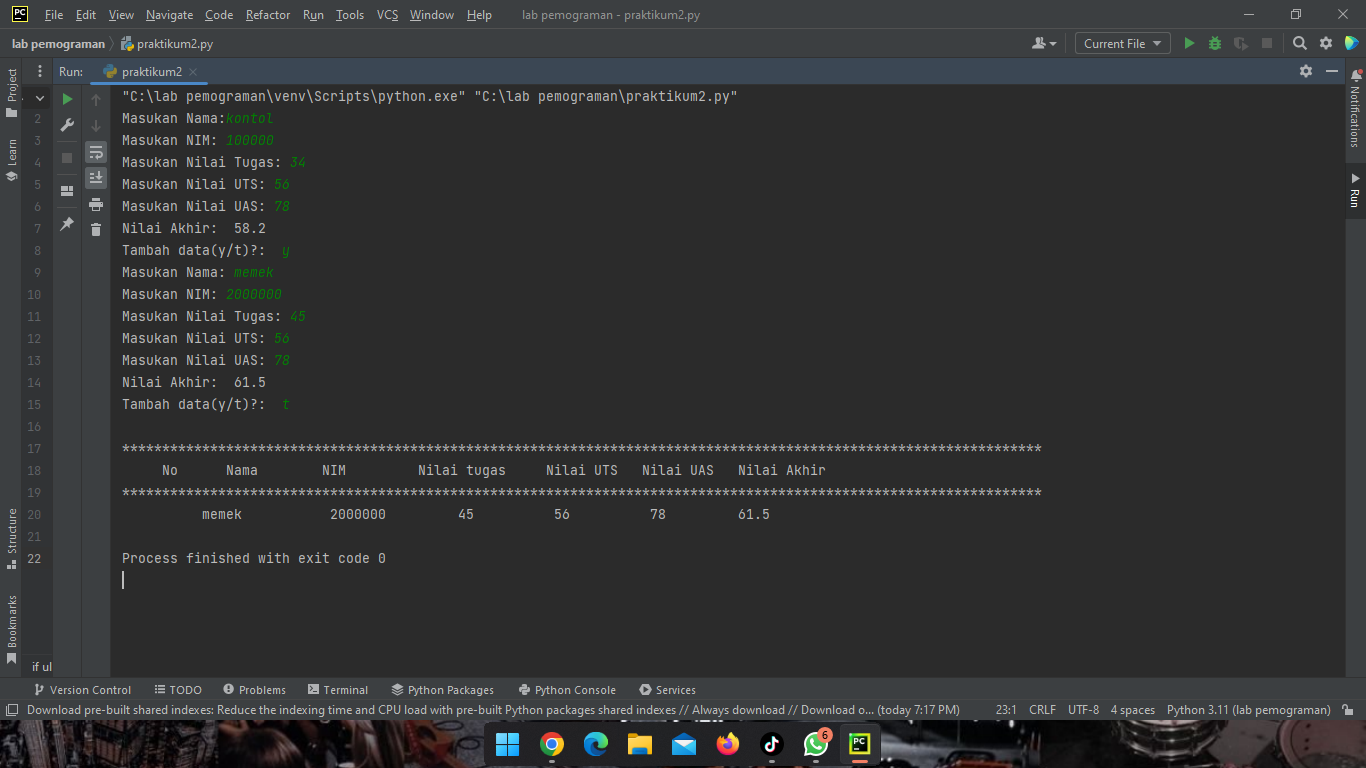 PC File Edit View Navigate Code Refactor Run Tools VCS Window Help lab pemograman - praktikum2.py
lab pemograman praktikum2.py Current File
Project
Learn
Structure
Bookmarks
Run: praktikum2
"C:\lab pemograman\venv\Scripts\python.exe" "C:\lab pemograman\praktikum2.py"
2 Masukan Nama:kontol
3 Masukan NIM: 100000
4 Masukan Nilai Tugas: 34
5 Masukan Nilai UTS: 56
6 Masukan Nilai UAS: 78
7 Nilai Akhir:  58.2
8 Tambah data(y/t)?:  y
9 Masukan Nama: memek
10 Masukan NIM: 2000000
11 Masukan Nilai Tugas: 45
12 Masukan Nilai UTS: 56
13 Masukan Nilai UAS: 78
14 Nilai Akhir:  61.5
15 Tambah data(y/t)?:  t
16
17 *******************************************************************************************************************
18 No Nama NIM Nilai tugas Nilai UTS Nilai UAS Nilai Akhir
19 *******************************************************************************************************************
20 memek 2000000 45 56 78 61.5
21
22 Process finished with exit code 0
if ul
Notifications
Run
Version Control TODO Problems Terminal Python Packages Python Console Services
Download pre-built shared indexes: Reduce the indexing time and CPU load with pre-built Python packages shared indexes // Always download // Download o... (today 7:17 PM) 23:1 CRLF UTF-8 4 spaces Python 3.11 (lab pemograman)
6
PC